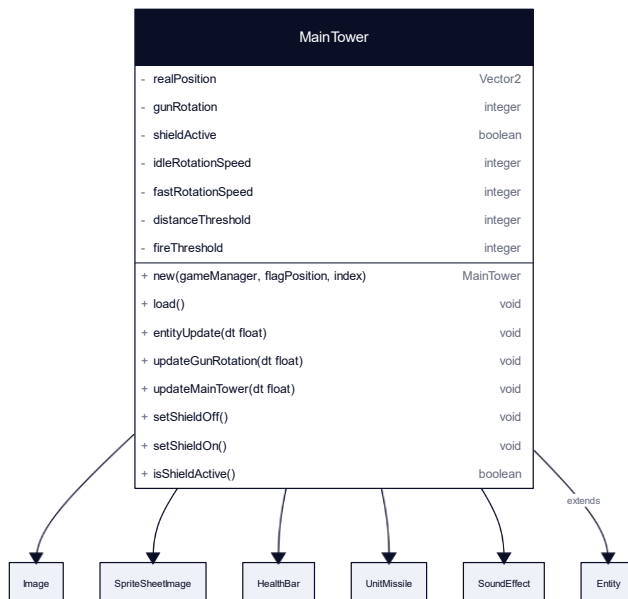 MainTower
- realPosition Vector2
- gunRotation integer
- shieldActive boolean
- idleRotationSpeed integer
- fastRotationSpeed integer
- distanceThreshold integer
- fireThreshold integer
+ new(gameManager, flagPosition, index) MainTower
+ load() void
+ entityUpdate(dt float) void
+ updateGunRotation(dt float) void
+ updateMainTower(dt float) void
+ setShieldOff() void
+ setShieldOn() void
+ isShieldActive() boolean
extends
Image SpriteSheetImage HealthBar UnitMissile SoundEffect Entity